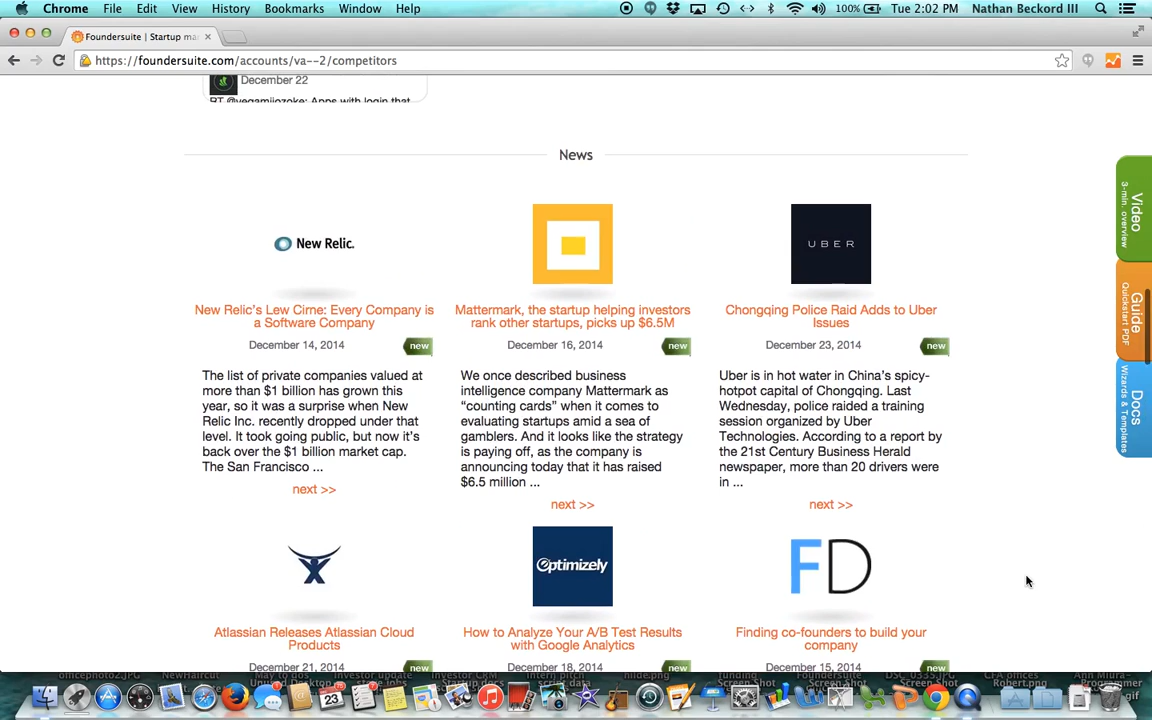 Chrome File Edit View History Bookmarks Window Help 100% Tue 2:02 PM Nathan Beckord III
Foundersuite | Startup ma
https://foundersuite.com/accounts/va--2/competitors
December 22
RT @vegamijozoke: Apps with login that
News
New Relic.
UBER
New Relic's Lew Cirne: Every Company is
a Software Company
December 14, 2014
new
The list of private companies valued at
more than $1 billion has grown this
year, so it was a surprise when New
Relic Inc. recently dropped under that
level. It took going public, but now it's
back over the $1 billion market cap.
The San Francisco ...
next >>
Mattermark, the startup helping investors
rank other startups, picks up $6.5M
December 16, 2014
new
We once described business
intelligence company Mattermark as
“counting cards” when it comes to
evaluating startups amid a sea of
gamblers. And it looks like the strategy
is paying off, as the company is
announcing today that it has raised
$6.5 million ...
next >>
Chongqing Police Raid Adds to Uber
Issues
December 23, 2014
new
Uber is in hot water in China's spicy-
hotpot capital of Chongqing. Last
Wednesday, police raided a training
session organized by Uber
Technologies. According to a report by
the 21st Century Business Herald
newspaper, more than 20 drivers were
in ...
next >>
Optimizely
FD
Atlassian Releases Atlassian Cloud
Products
December 21, 2014
new
How to Analyze Your A/B Test Results
with Google Analytics
December 18, 2014
new
Finding co-founders to build your
company
December 15, 2014
new
Video
3-min. overview
Guide
Quickstart PDF
Docs
Wizards & Templates
23